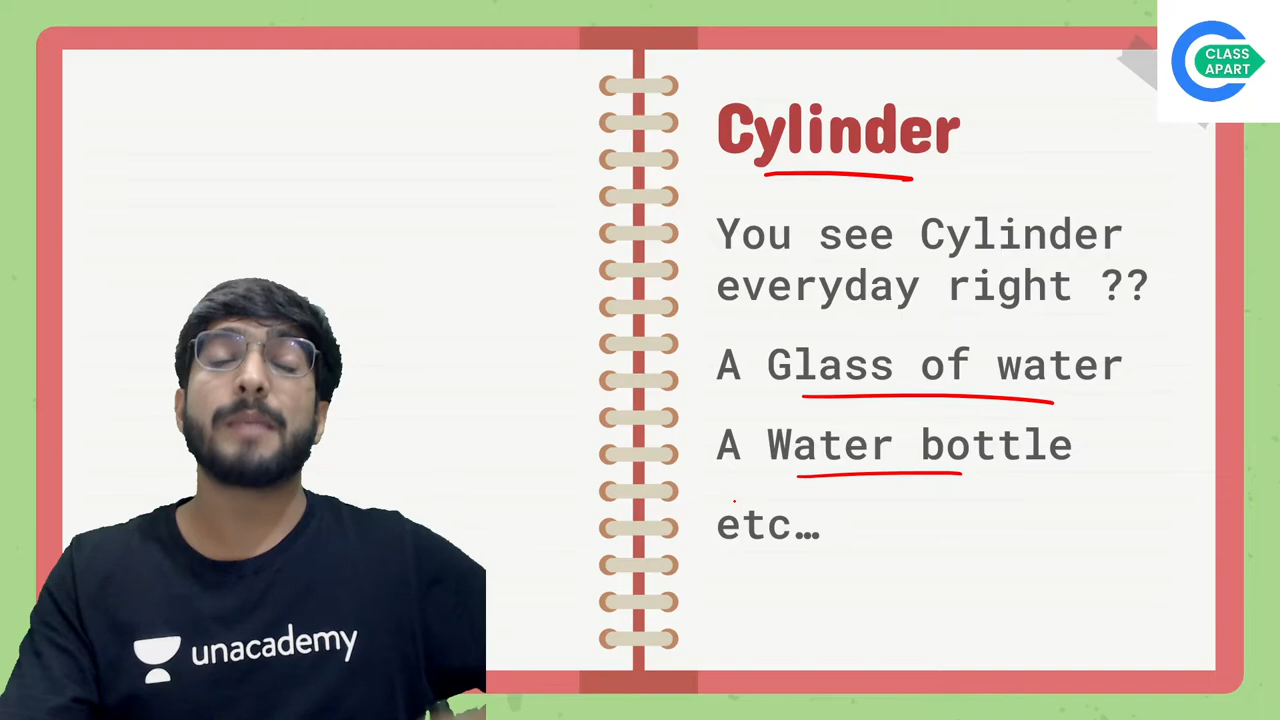 CLASS
APART
Cylinder
You see Cylinder
everyday right ??
A Glass of water
A Water bottle
etc…
unacademy